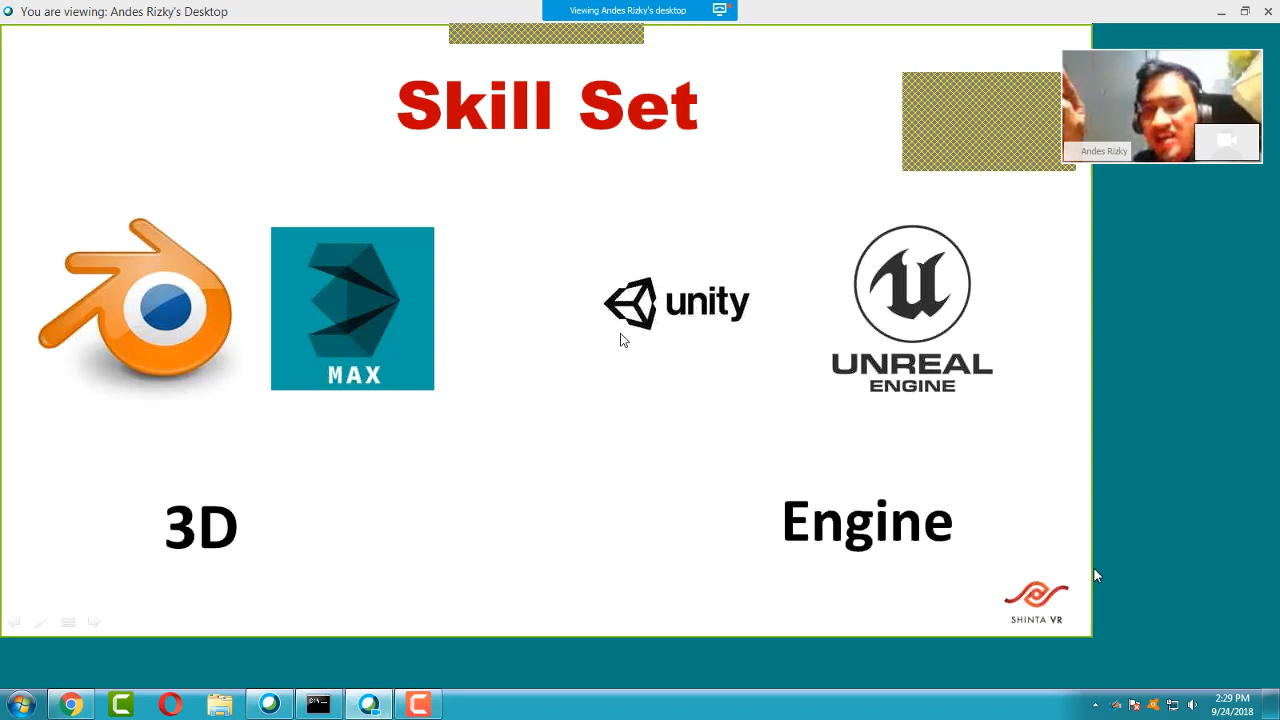 You are viewing: Andes Rizky's Desktop
Viewing Andes Rizky's desktop
Skill Set
Andes Rizky
MAX
unity
UNREAL
ENGINE
3D
Engine
SHINTA VR
2:29 PM
9/24/2018